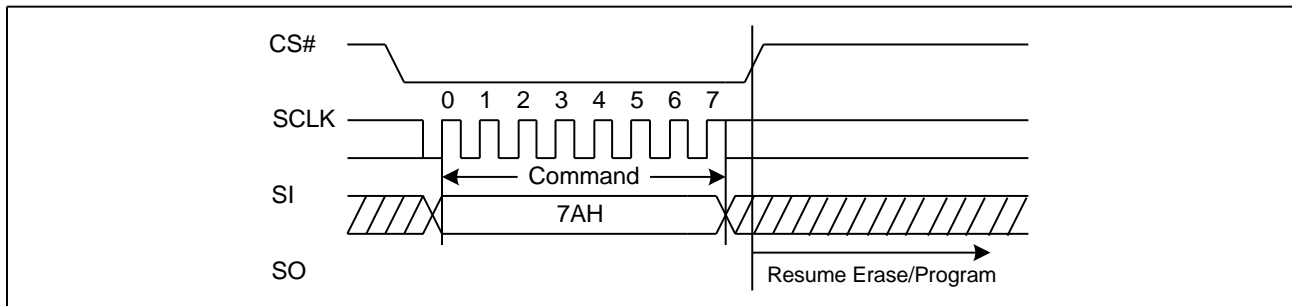 CS#
0 1 2 3 4 5 6 7
SCLK
Command
SI
7AH
SO
Resume Erase/Program